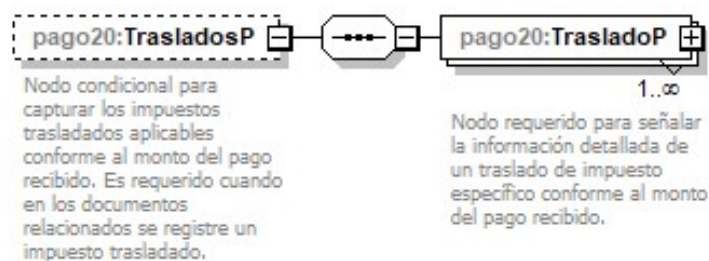 pago20:TrasladosP
pago20:TrasladoP
1..∞
Nodo condicional para
capturar los impuestos
trasladados aplicables
conforme al monto del pago
recibido. Es requerido cuando
en los documentos
relacionados se registre un
impuesto trasladado.
Nodo requerido para señalar
la información detallada de
un traslado de impuesto
específico conforme al monto
del pago recibido.